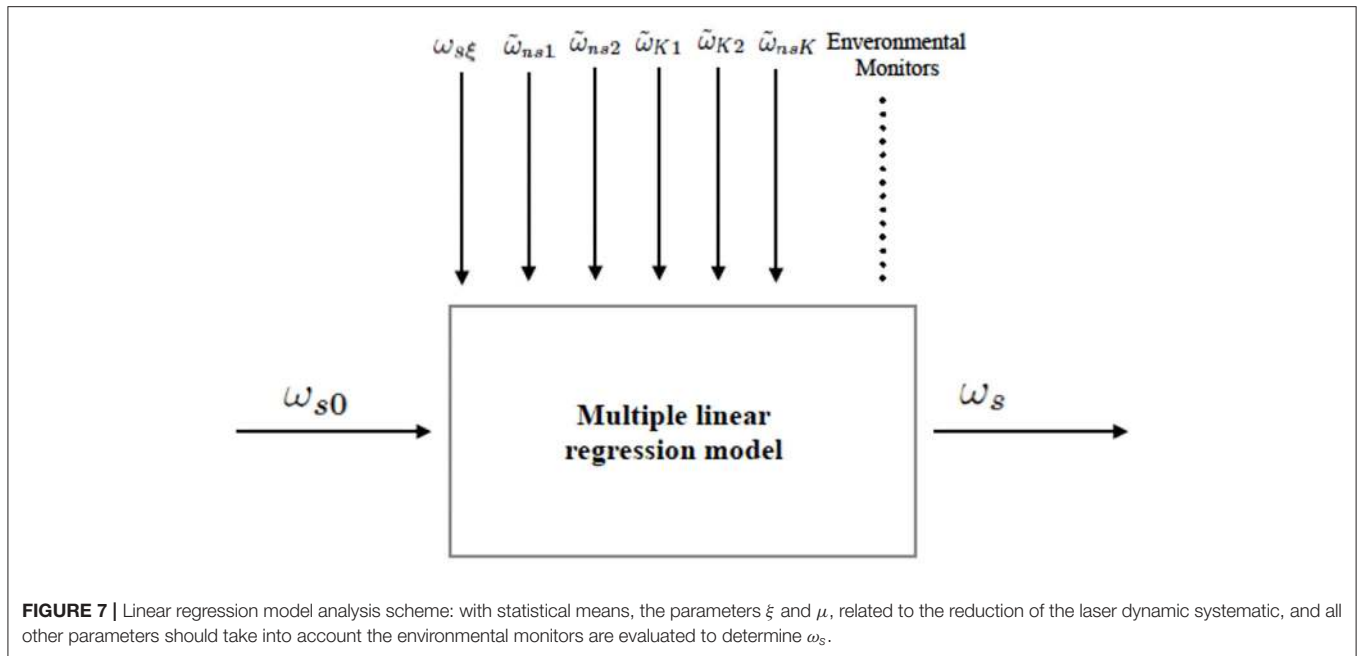 ω_{sξ} ω̃_{ns1} ω̃_{ns2} ω̃_{K1} ω̃_{K2} ω̃_{nsK} Enveronmental
Monitors
ω_{s0}
Multiple linear
regression model
ω_s
FIGURE 7 | Linear regression model analysis scheme: with statistical means, the parameters ξ and μ, related to the reduction of the laser dynamic systematic, and all
other parameters should take into account the environmental monitors are evaluated to determine ω_s.